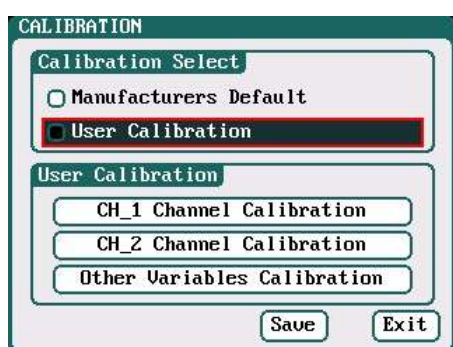 CALIBRATION
Calibration Select
Manufacturers Default
User Calibration
User Calibration
CH_1 Channel Calibration
CH_2 Channel Calibration
Other Variables Calibration
Save Exit